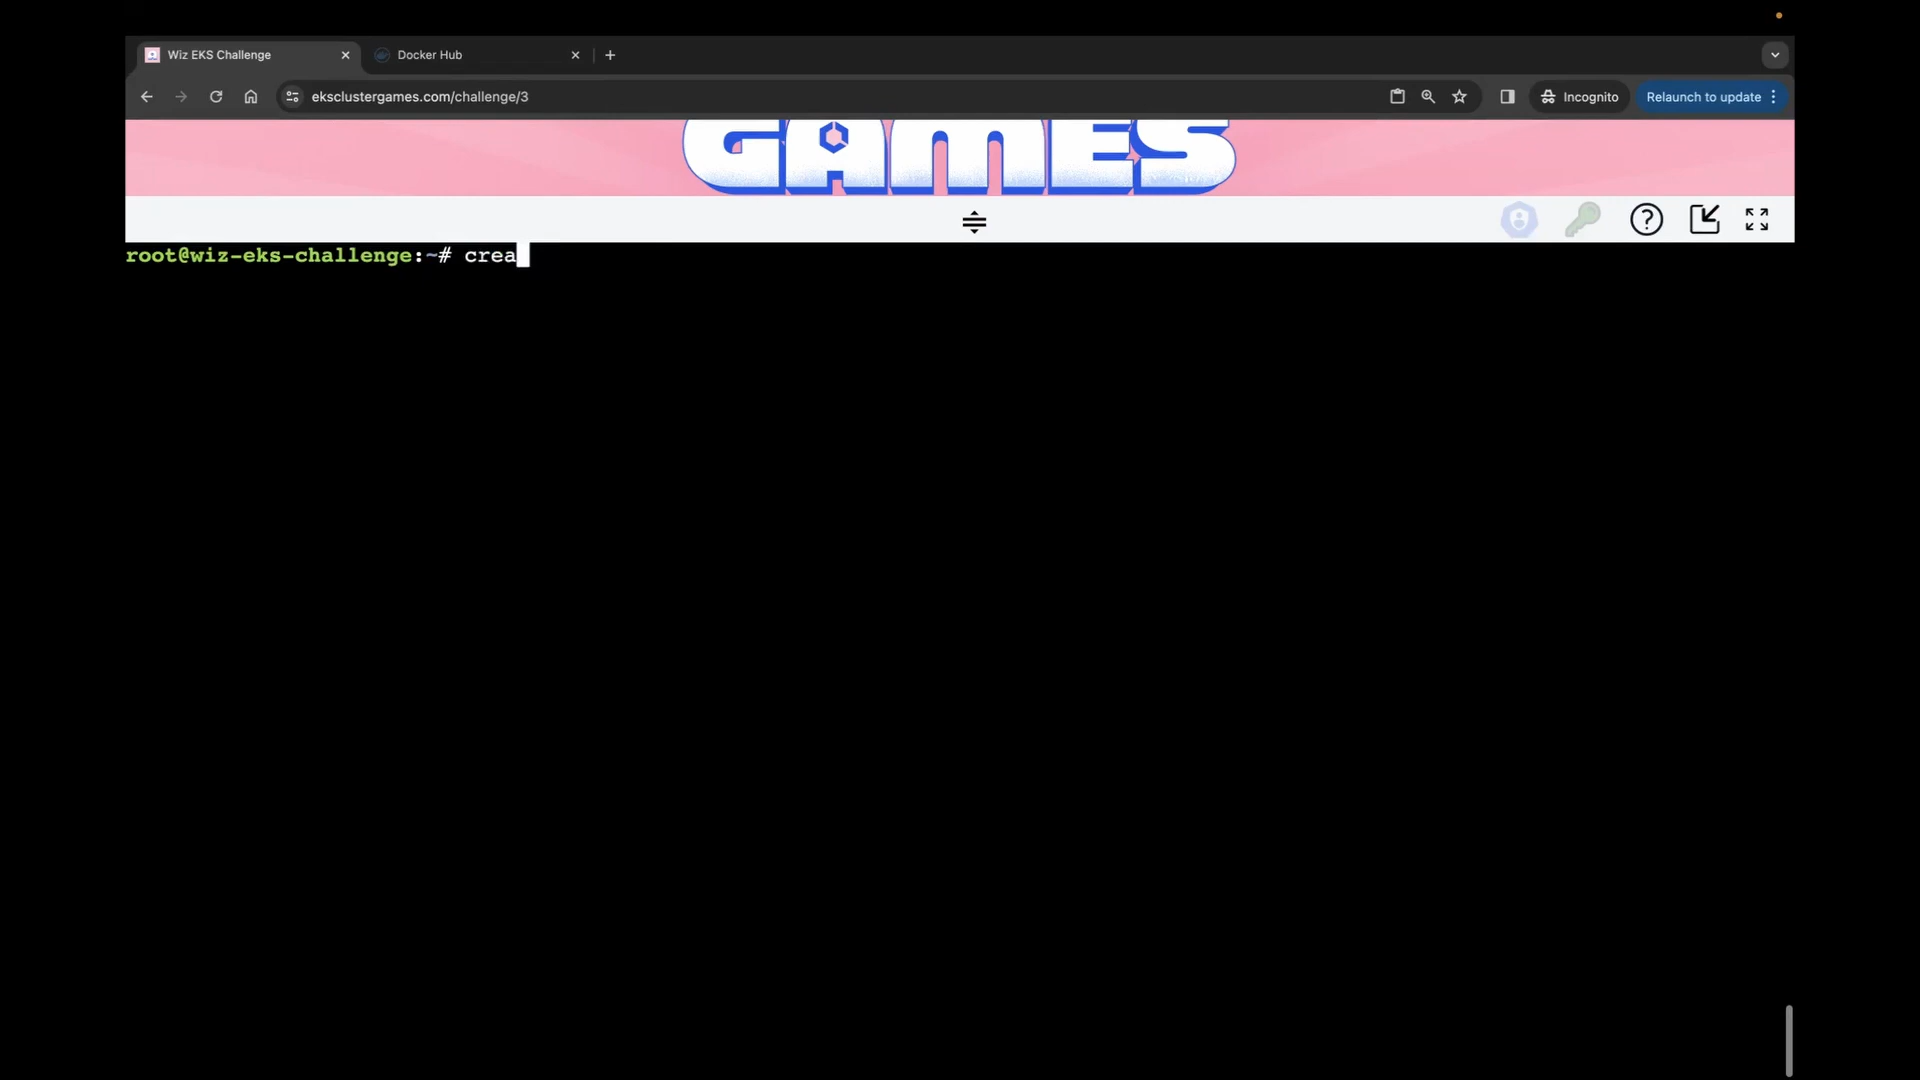 Wiz EKS Challenge
Docker Hub
eksclustergames.com/challenge/3
Incognito
Relaunch to update
GAMES
root@wiz-eks-challenge:~# crea